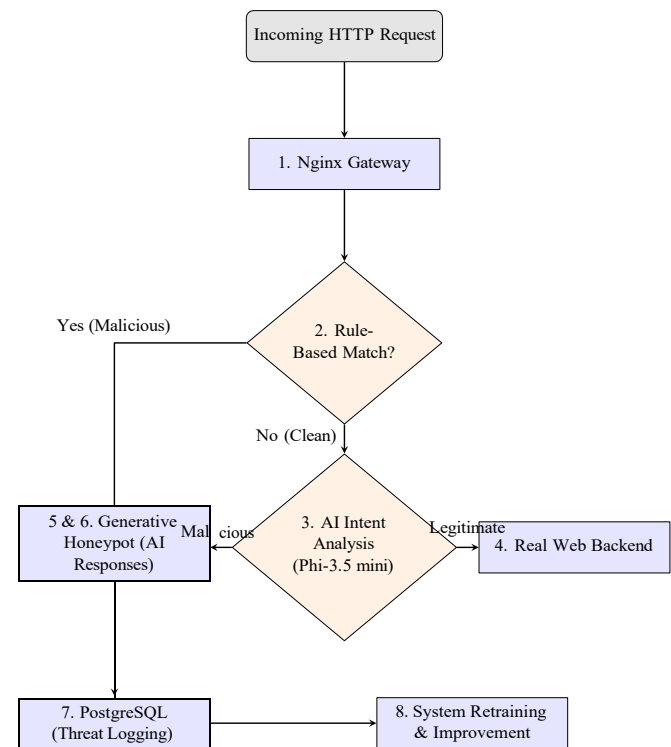 Incoming HTTP Request
1. Nginx Gateway
2. Rule-
Based Match?
Yes (Malicious)
No (Clean)
5 & 6. Generative
Honeypot (AI
Responses)
Mal cious
3. AI Intent
Analysis
(Phi-3.5 mini)
Legitimate
4. Real Web Backend
7. PostgreSQL
(Threat Logging)
8. System Retraining
& Improvement